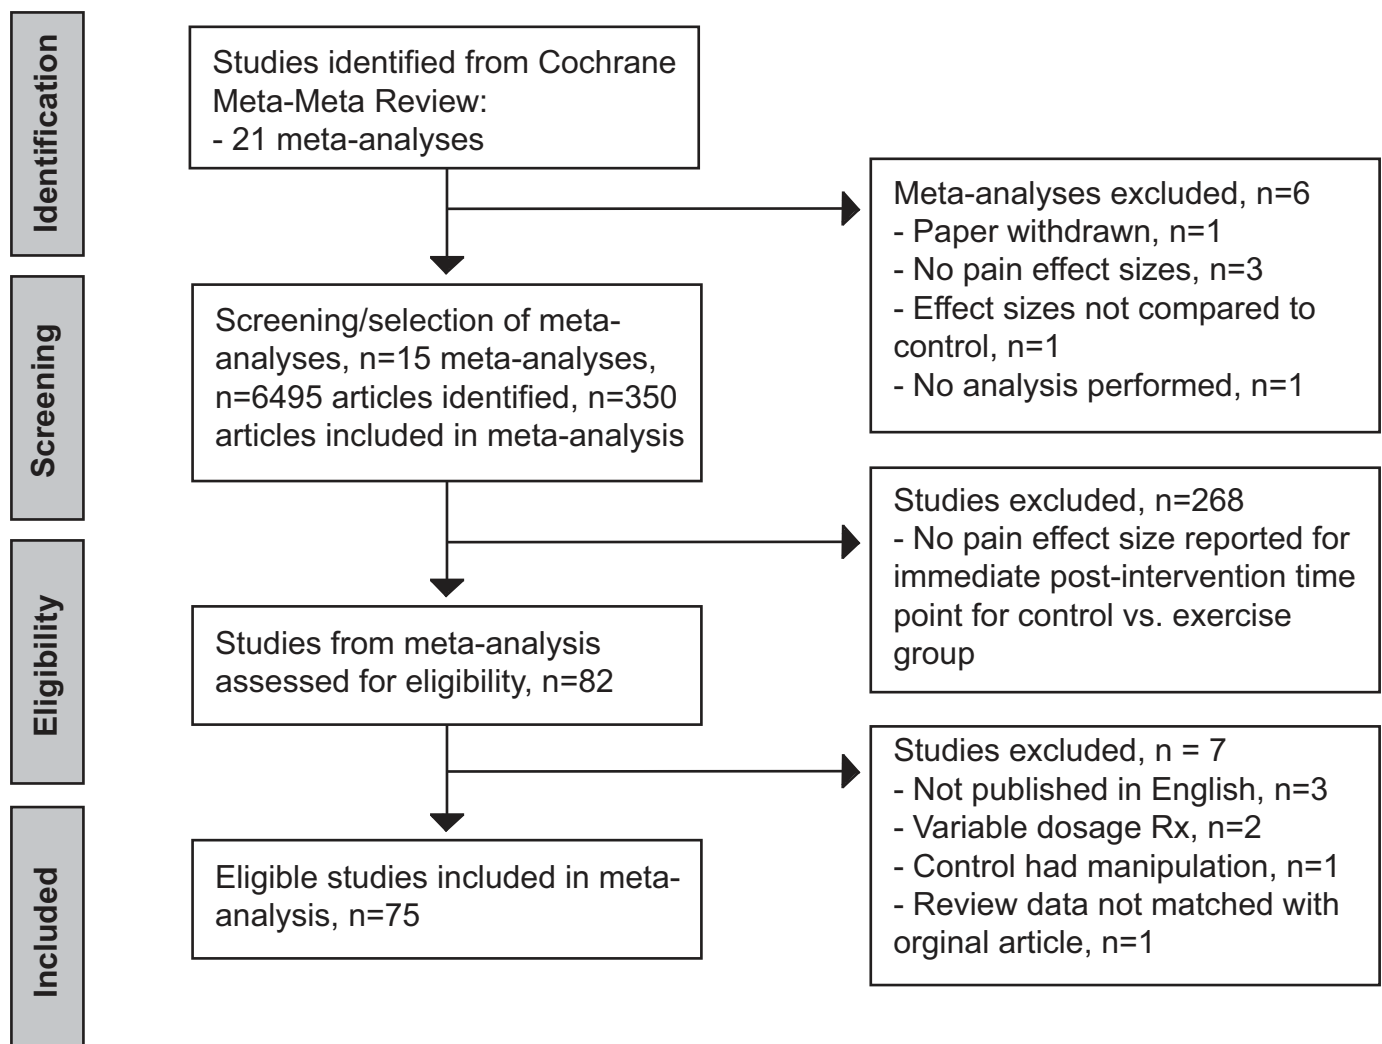 Identification
Studies identified from Cochrane
Meta-Meta Review:
- 21 meta-analyses
Meta-analyses excluded, n=6
- Paper withdrawn, n=1
- No pain effect sizes, n=3
- Effect sizes not compared to
control, n=1
- No analysis performed, n=1
Screening
Screening/selection of meta-
analyses, n=15 meta-analyses,
n=6495 articles identified, n=350
articles included in meta-analysis
Studies excluded, n=268
- No pain effect size reported for
immediate post-intervention time
point for control vs. exercise
group
Eligibility
Studies from meta-analysis
assessed for eligibility, n=82
Studies excluded, n = 7
- Not published in English, n=3
- Variable dosage Rx, n=2
- Control had manipulation, n=1
- Review data not matched with
orginal article, n=1
Included
Eligible studies included in meta-
analysis, n=75